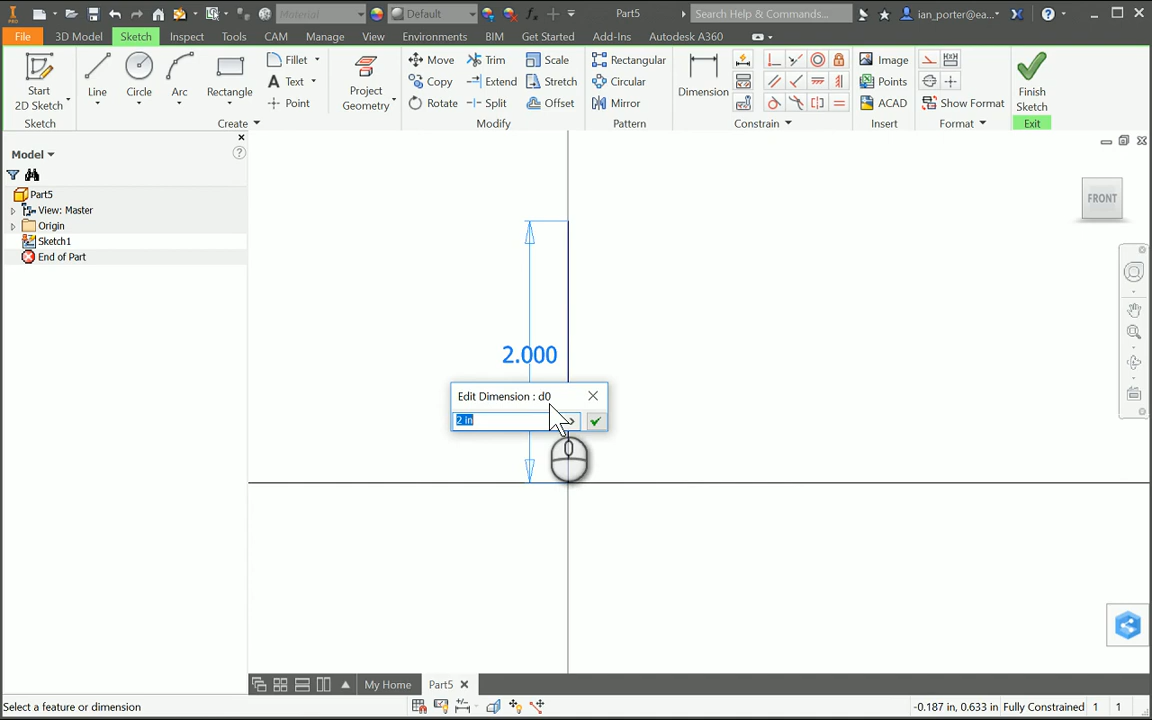 PRO
Material
Default
Part5
Search Help & Commands...
ian_porter@ea...
File
3D Model
Sketch
Inspect
Tools
CAM
Manage
View
Environments
BIM
Get Started
Add-Ins
Autodesk A360
Start
2D Sketch
Line
Circle
Arc
Rectangle
Fillet
Text
Point
Project
Geometry
Move
Copy
Rotate
Trim
Extend
Split
Scale
Stretch
Offset
Rectangular
Circular
Mirror
Dimension
Image
Points
ACAD
Show Format
Finish
Sketch
Sketch
Create
Modify
Pattern
Constrain
Insert
Format
Exit
Model
Part5
View: Master
Origin
Sketch1
End of Part
FRONT
2.000
Edit Dimension : d0
2 in
My Home
Part5
Select a feature or dimension
-0.187 in, 0.633 in Fully Constrained 1 1